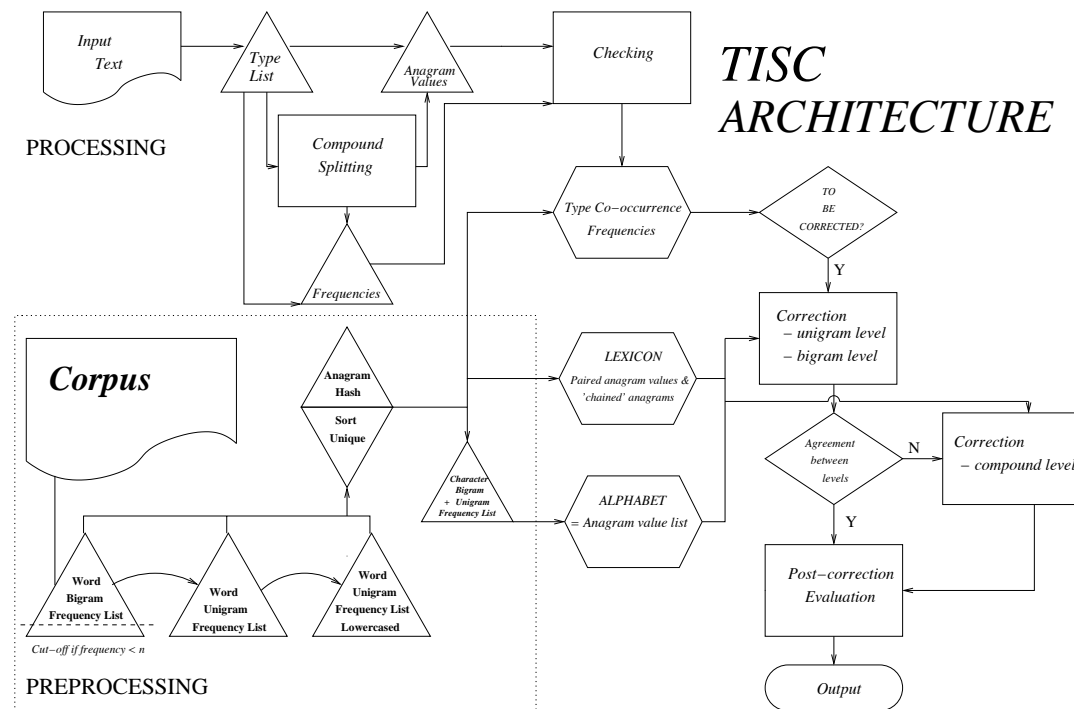 Input
Text
Type
List
Anagram
Values
Checking
TISC
ARCHITECTURE
PROCESSING
Compound
Splitting
Type Co-occurrence
Frequencies
TO
BE
CORRECTED?
Frequencies
Y
Correction
- unigram level
- bigram level
Corpus
Anagram
Hash
Sort
Unique
LEXICON
Paired anagram values &
'chained' anagrams
Agreement
between
levels
N
Correction
- compound level
Character
Bigram
+ Unigram
Frequency List
ALPHABET
= Anagram value list
Y
Word
Bigram
Frequency List
Word
Unigram
Frequency List
Word
Unigram
Frequency List
Lowercased
Post-correction
Evaluation
Cut-off if frequency < n
PREPROCESSING
Output